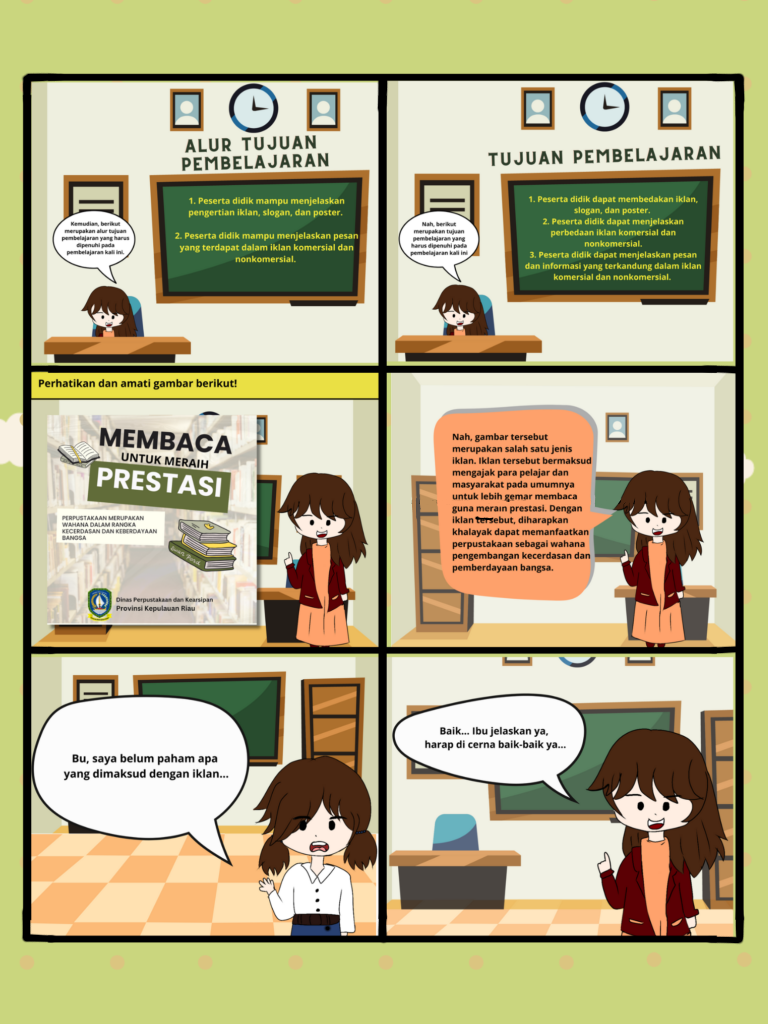 ALUR TUJUAN
PEMBELAJARAN
1. Peserta didik mampu menjelaskan
pengertian iklan, slogan, dan poster.
2. Peserta didik mampu menjelaskan pesan
yang terdapat dalam iklan komersial dan
nonkomersial.
Kemudian, berikut
merupakan alur tujuan
pembelajaran yang harus
dipenuhi pada
pembelajaran kali ini.
TUJUAN PEMBELAJARAN
1. Peserta didik dapat membedakan iklan,
slogan, dan poster.
2. Peserta didik dapat menjelaskan
perbedaan iklan komersial dan
nonkomersial.
3. Peserta didik dapat menjelaskan pesan
dan informasi yang terkandung dalam iklan
komersial dan nonkomersial.
Nah, berikut
merupakan tujuan
pembelajaran yang
harus dipenuhi pada
pembelajaran kali ini
Perhatikan dan amati gambar berikut!
MEMBACA
UNTUK MERAIH
PRESTASI
PERPUSTAKAAN MERUPAKAN
WAHANA DALAM RANGKA
KECERDASAN DAN KEBERDAYAAN
BANGSA
Dinas Perpustakaan dan Kearsipan
Provinsi Kepulauan Riau
Nah, gambar tersebut
merupakan salah satu jenis
iklan. Iklan tersebut bermaksud
mengajak para pelajar dan
masyarakat pada umumnya
untuk lebih gemar membaca
guna meraih prestasi. Dengan
iklan tersebut, diharapkan
khalayak dapat memanfaatkan
perpustakaan sebagai wahana
pengembangan kecerdasan dan
pemberdayaan bangsa.
Bu, saya belum paham apa
yang dimaksud dengan iklan...
Baik... Ibu jelaskan ya,
harap di cerna baik-baik ya...